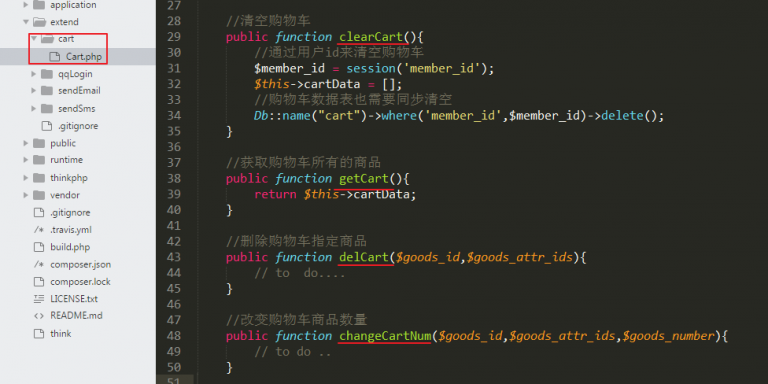 application
extend
cart
Cart.php
qqLogin
sendEmail
sendSms
.gitignore
public
runtime
thinkphp
vendor
.gitignore
.travis.yml
build.php
composer.json
composer.lock
LICENSE.txt
README.md
think
27
28 //清空购物车
29 public function clearCart(){
30 //通过用户id来清空购物车
31 $member_id = session('member_id');
32 $this->cartData = [];
33 //购物车数据表也需要同步清空
34 Db::name("cart")->where('member_id',$member_id)->delete();
35 }
36
37 //获取购物车所有的商品
38 public function getCart(){
39 return $this->cartData;
40 }
41
42 //删除购物车指定商品
43 public function delCart($goods_id,$goods_attr_ids){
44 // to  do....
45 }
46
47 //改变购物车商品数量
48 public function changeCartNum($goods_id,$goods_attr_ids,$goods_number){
49 // to do ..
50 }
51